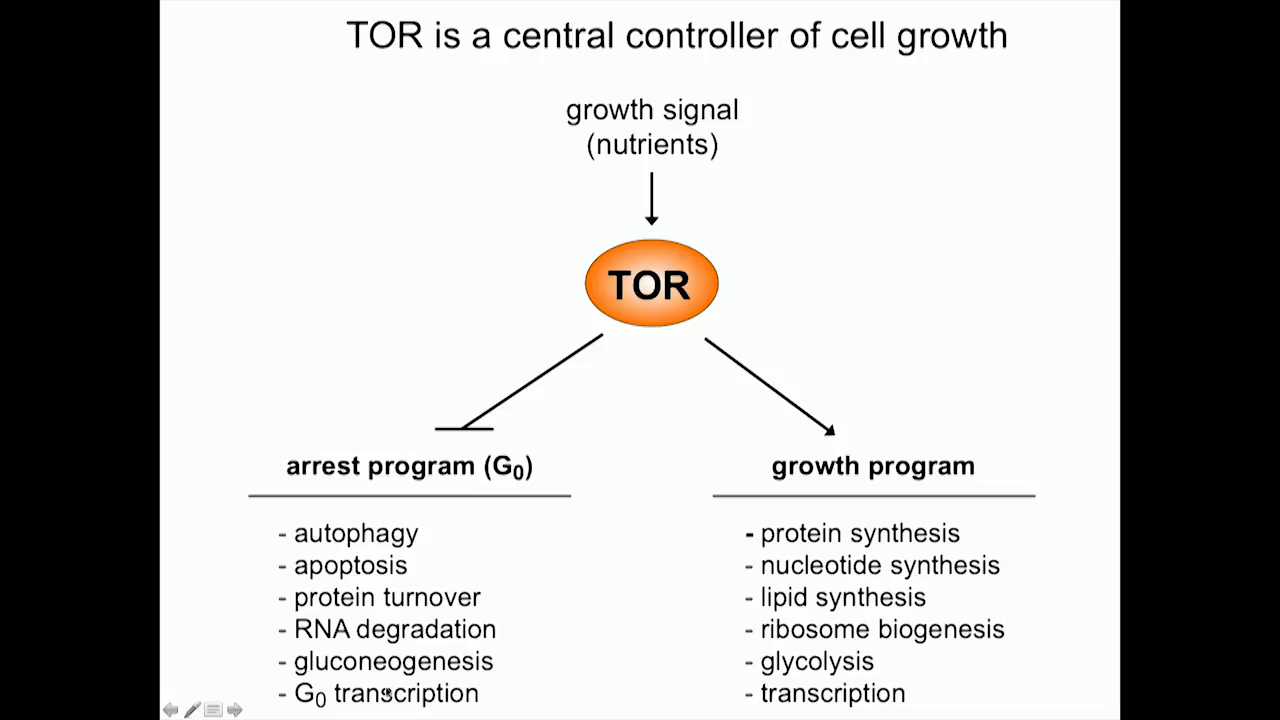 TOR is a central controller of cell growth
growth signal
(nutrients)
TOR
arrest program (G₀)
- autophagy
- apoptosis
- protein turnover
- RNA degradation
- gluconeogenesis
- G₀ transcription
growth program
- protein synthesis
- nucleotide synthesis
- lipid synthesis
- ribosome biogenesis
- glycolysis
- transcription